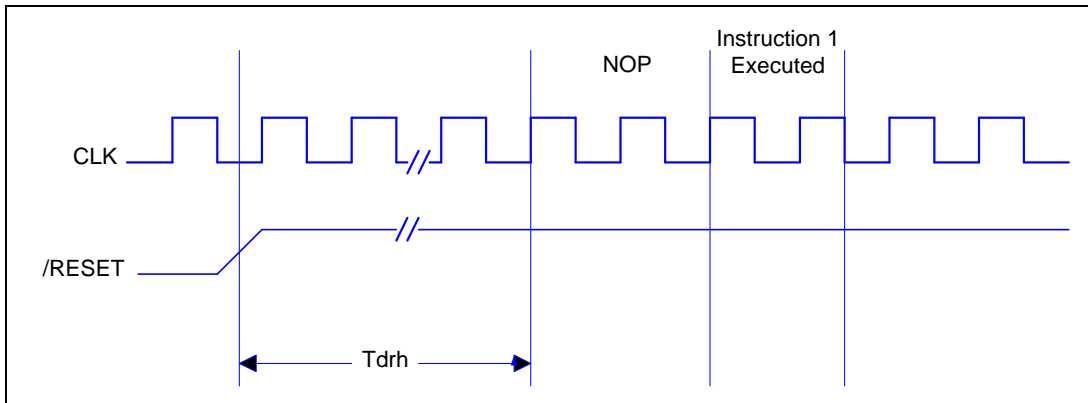 Instruction 1
Executed
NOP
CLK
/RESET
Tdrh